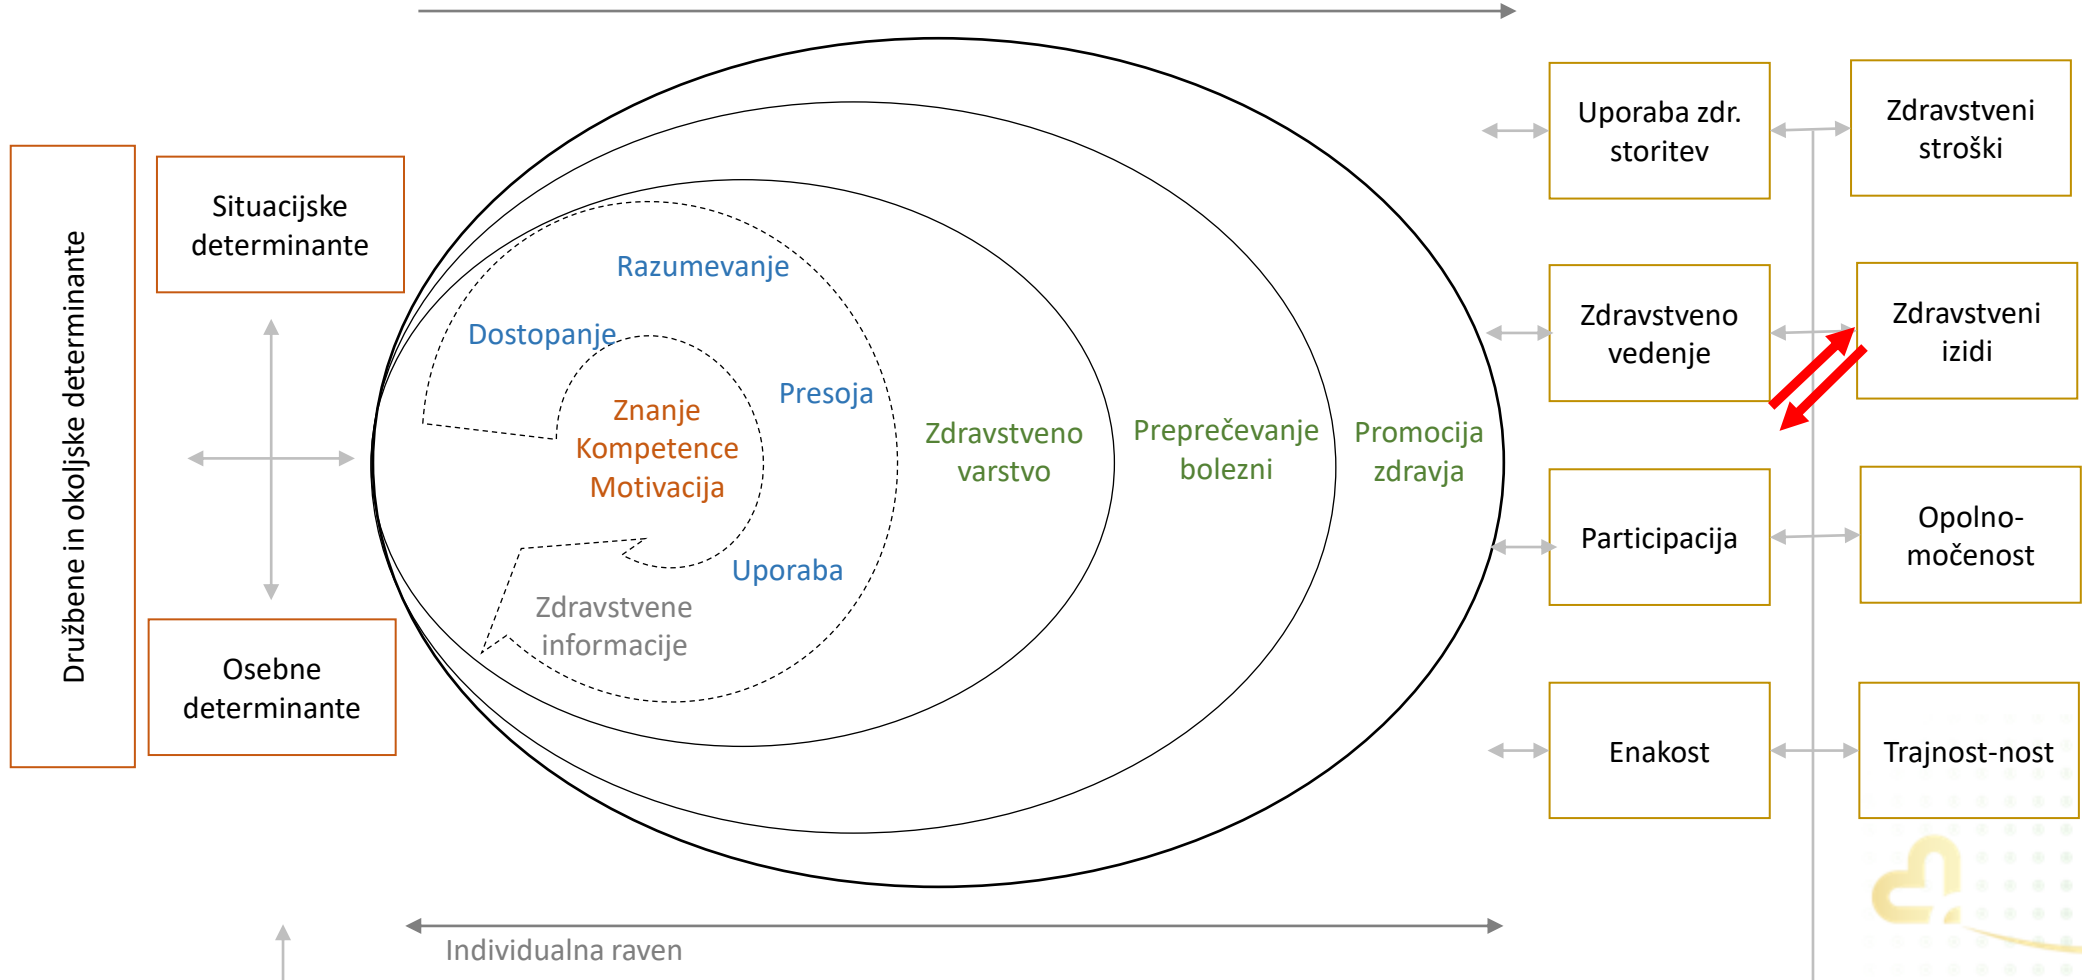 Družbene in okoljske determinante
Situacijske
determinante
Osebne
determinante
Razumevanje
Dostopanje
Presoja
Uporaba
Znanje
Kompetence
Motivacija
Zdravstvene
informacije
Zdravstveno
varstvo
Preprečevanje
bolezni
Promocija
zdravja
Uporaba zdr.
storitev
Zdravstveni
stroški
Zdravstveno
vedenje
Zdravstveni
izidi
Participacija
Opolno-
močenost
Enakost
Trajnost-nost
Individualna raven